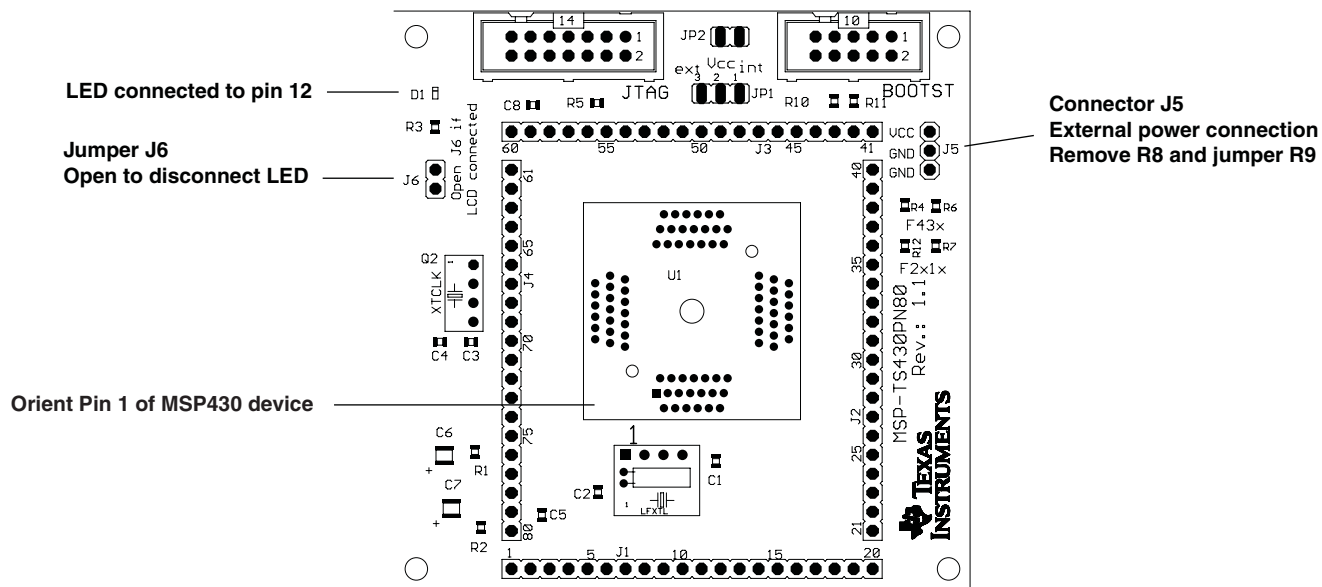 14
10
1
2
1
2
JP2
Vcc
ext
int
3
2
1
JP1
JTAG
BOOTST
LED connected to pin 12
D1
C8
R5
R10
R11
Connector J5
External power connection
Remove R8 and jumper R9
R3
Open J6 if
LCD connected
60
55
50
J3
45
41
VCC
GND
GND
J5
Jumper J6
Open to disconnect LED
J6
61
40
R4
R6
F43x
R12
R7
F2x1x
Q2
XTCLK
65
J4
U1
35
C4
C3
70
30
MSP-TS430PN80
Rev.: 1.1
Orient Pin 1 of MSP430 device
J2
C6
+
R1
75
1
25
C1
C7
+
C2
1
LFXTL
C5
R2
80
21
TEXAS
INSTRUMENTS
1
5
J1
10
15
20